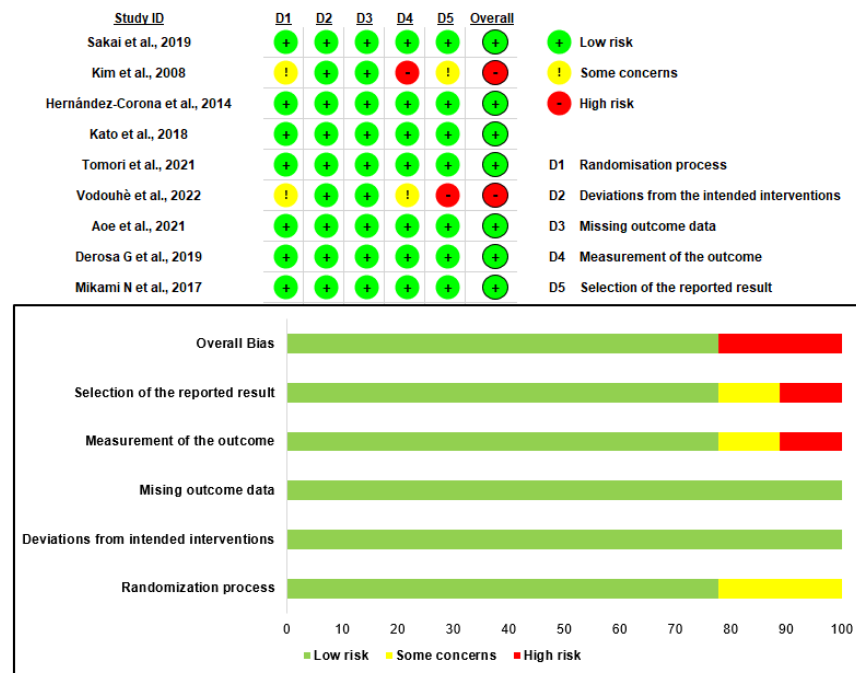 Study ID D1 D2 D3 D4 D5 Overall
Sakai et al., 2019 + + + + + + + Low risk
Kim et al., 2008 ! + + - ! - ! Some concerns
Hernández-Corona et al., 2014 + + + + + + - High risk
Kato et al., 2018 + + + + + +
Tomori et al., 2021 + + + + + + D1 Randomisation process
Vodouhè et al., 2022 ! + + ! - - D2 Deviations from the intended interventions
Aoe et al., 2021 + + + + + + D3 Missing outcome data
Derosa G et al., 2019 + + + + + + D4 Measurement of the outcome
Mikami N et al., 2017 + + + + + + D5 Selection of the reported result
Overall Bias
Selection of the reported result
Measurement of the outcome
Mising outcome data
Deviations from intended interventions
Randomization process
0 10 20 30 40 50 60 70 80 90 100
Low risk Some concerns High risk